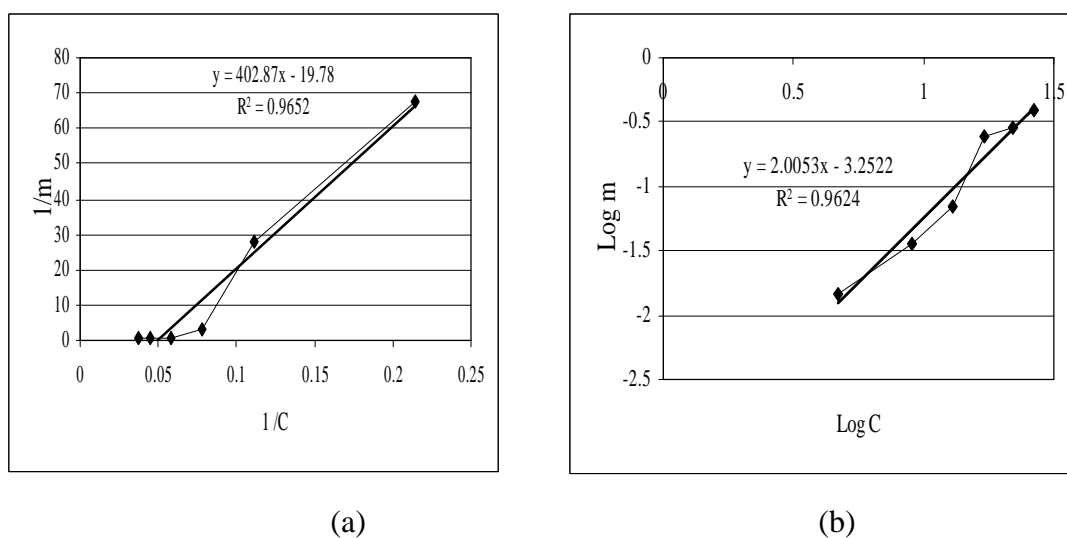 80
70
60
50
40
30
20
10
0
y = 402.87x - 19.78
R² = 0.9652
1/m
0 0.05 0.1 0.15 0.2 0.25
1 /C
(a)
0
-0.5
-1
-1.5
-2
-2.5
0 0.5 1 1.5
y = 2.0053x - 3.2522
R² = 0.9624
Log m
Log C
(b)